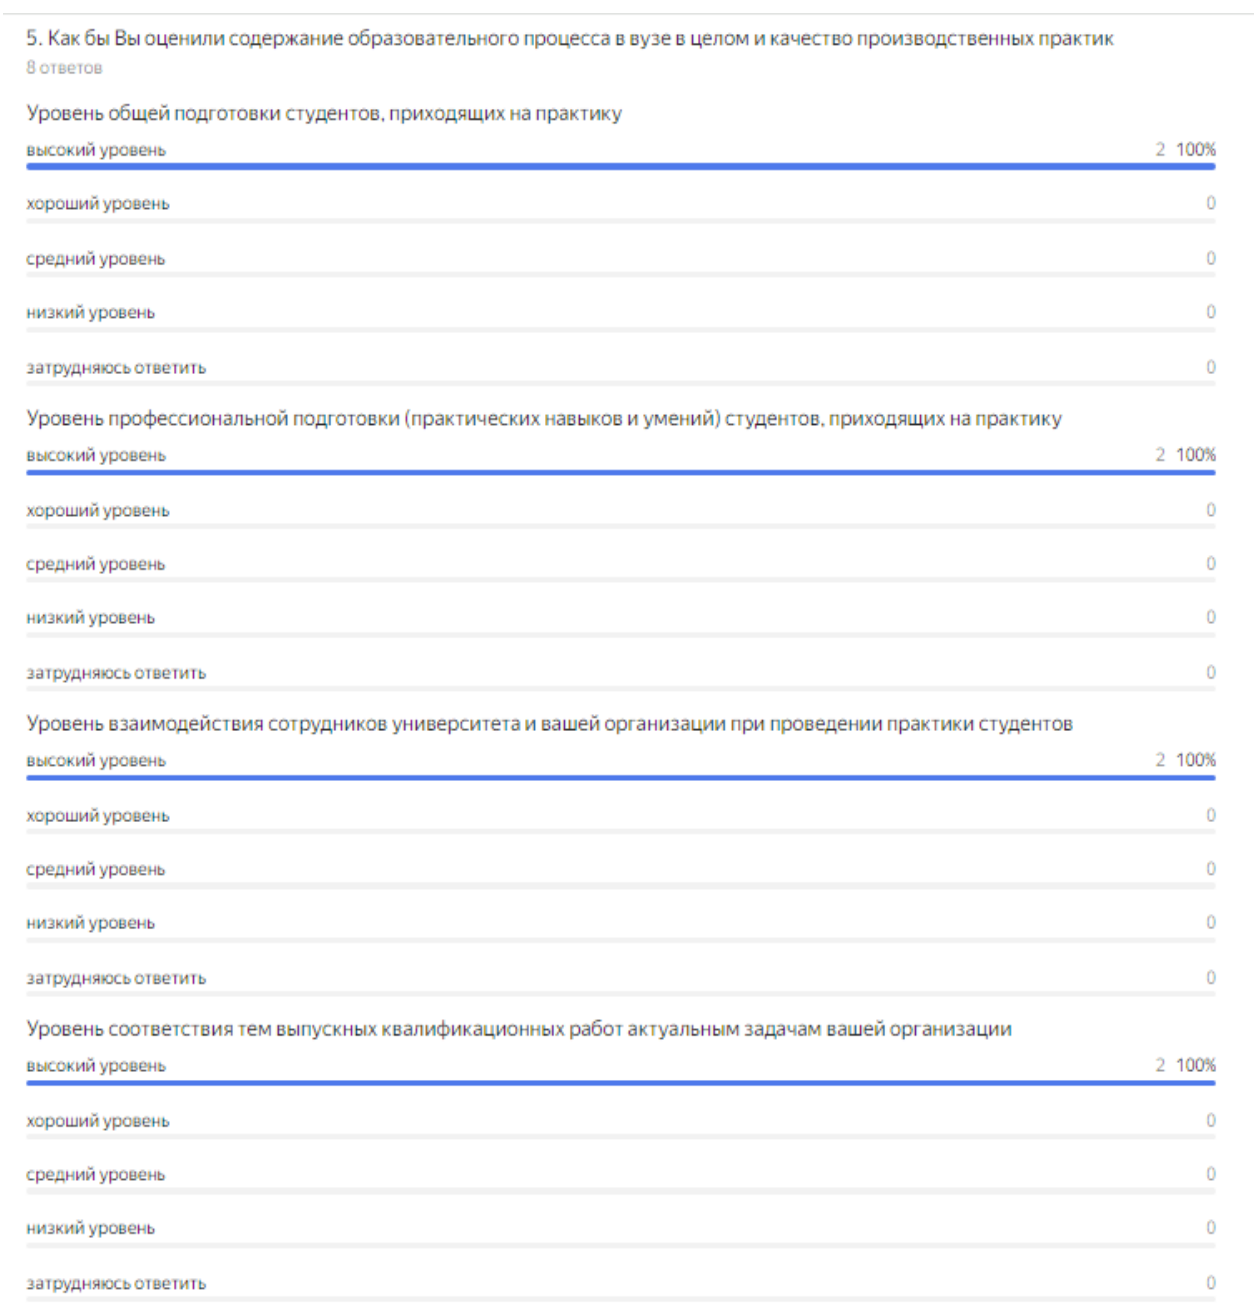 5. Как бы Вы оценили содержание образовательного процесса в вузе в целом и качество производственных практик
8 ответов
Уровень общей подготовки студентов, приходящих на практику
высокий уровень 2 100%
хороший уровень 0
средний уровень 0
низкий уровень 0
затрудняюсь ответить 0
Уровень профессиональной подготовки (практических навыков и умений) студентов, приходящих на практику
высокий уровень 2 100%
хороший уровень 0
средний уровень 0
низкий уровень 0
затрудняюсь ответить 0
Уровень взаимодействия сотрудников университета и вашей организации при проведении практики студентов
высокий уровень 2 100%
хороший уровень 0
средний уровень 0
низкий уровень 0
затрудняюсь ответить 0
Уровень соответствия тем выпускных квалификационных работ актуальным задачам вашей организации
высокий уровень 2 100%
хороший уровень 0
средний уровень 0
низкий уровень 0
затрудняюсь ответить 0